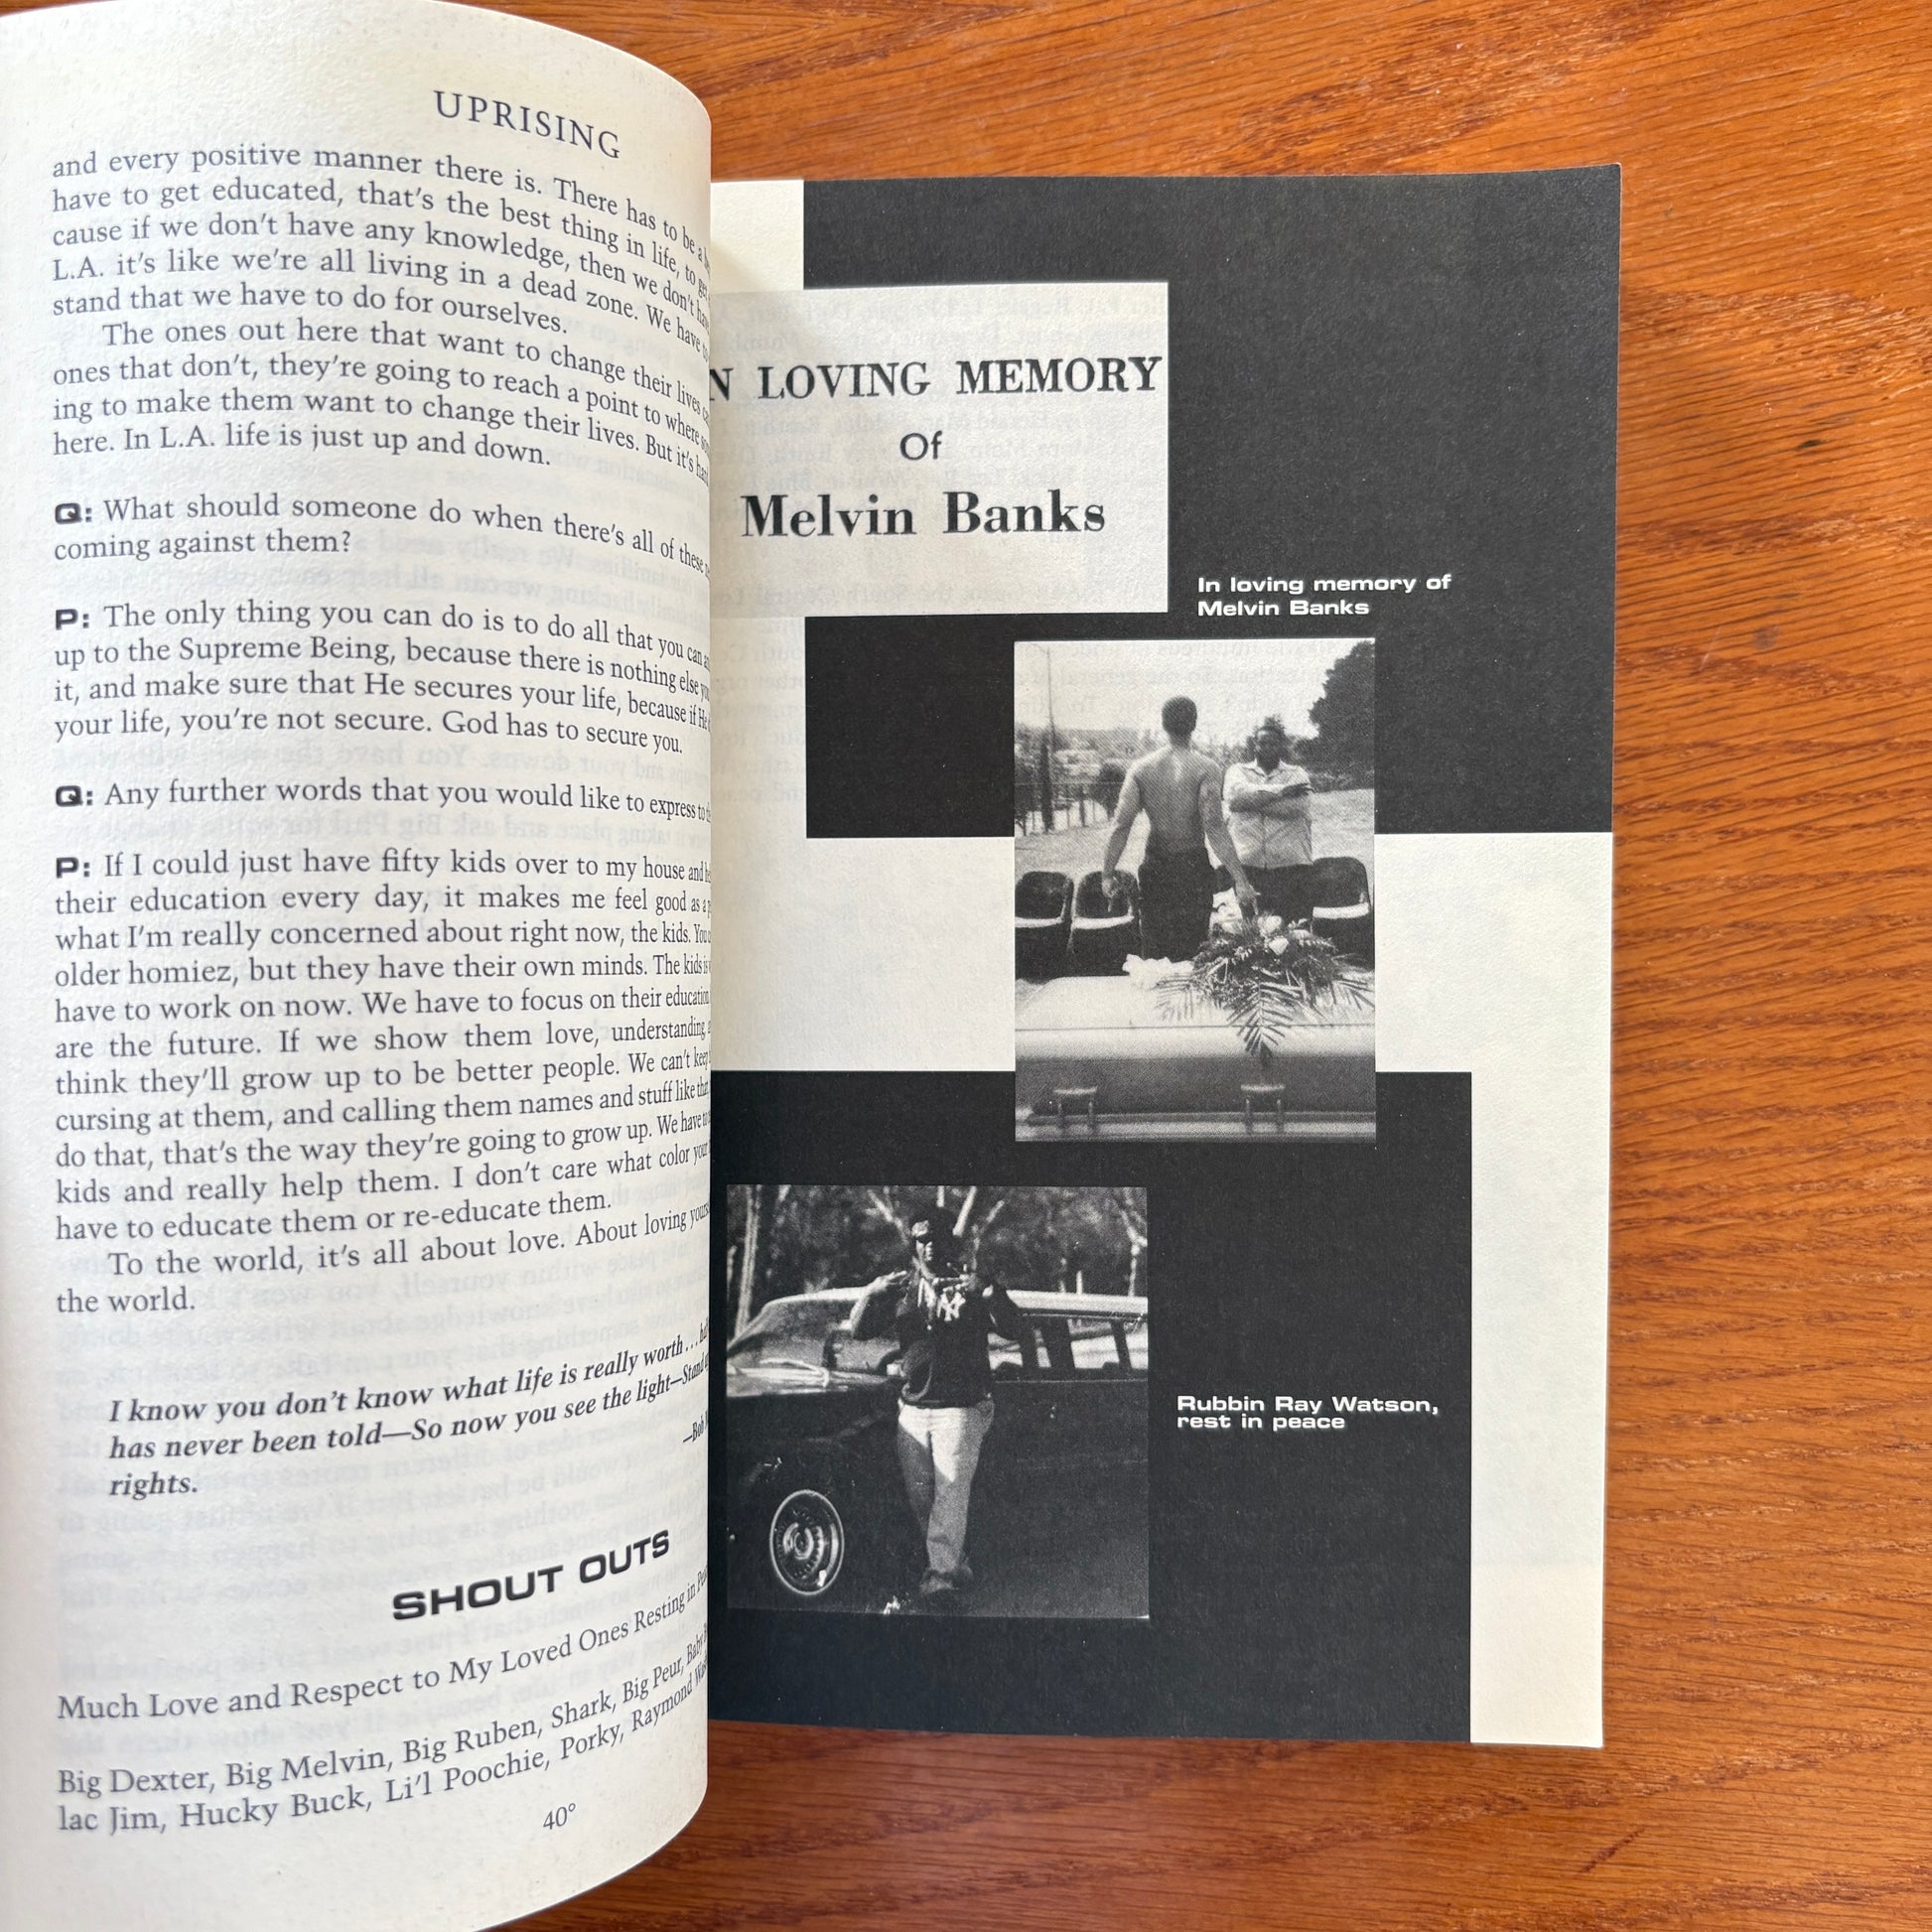 UPRISING
and every positive manner there is. There has to be a
have to get educated, that's the best thing in life, to get
cause if we don't have any knowledge, then we don't have
L.A. it's like we're all living in a dead zone. We have to
stand that we have to do for ourselves.
The ones out here that want to change their lives
ones that don't, they're going to reach a point to where
ing to make them want to change their lives. But it's
here. In L.A. life is just up and down.
Q: What should someone do when there's all of these
coming against them?
P: The only thing you can do is to do all that you can
up to the Supreme Being, because there is nothing else
it, and make sure that He secures your life, because if He
your life, you're not secure. God has to secure you.
Q: Any further words that you would like to express to
P: If I could just have fifty kids over to my house and
their education every day, it makes me feel good as a
what I'm really concerned about right now, the kids.
older homiez, but they have their own minds. The kids is
have to work on now. We have to focus on their education
are the future. If we show them love, understanding,
think they'll grow up to be better people. We can't keep
cursing at them, and calling them names and stuff like that
do that, that's the way they're going to grow up. We have to
kids and really help them. I don't care what color your
have to educate them or re-educate them.
To the world, it's all about love. About loving
the world.
I know you don't know what life is really worth...
has never been told—So now you see the light—Stand
rights.
—Bob
SHOUT OUTS
Much Love and Respect to My Loved Ones Resting in
Big Dexter, Big Melvin, Big Ruben, Shark, Big Peur, Baby
lac Jim, Hucky Buck, Li'l Poochie, Porky, Raymond
40°
N LOVING MEMORY
Of
Melvin Banks
In loving memory of
Melvin Banks
NY
Rubbin Ray Watson,
rest in peace